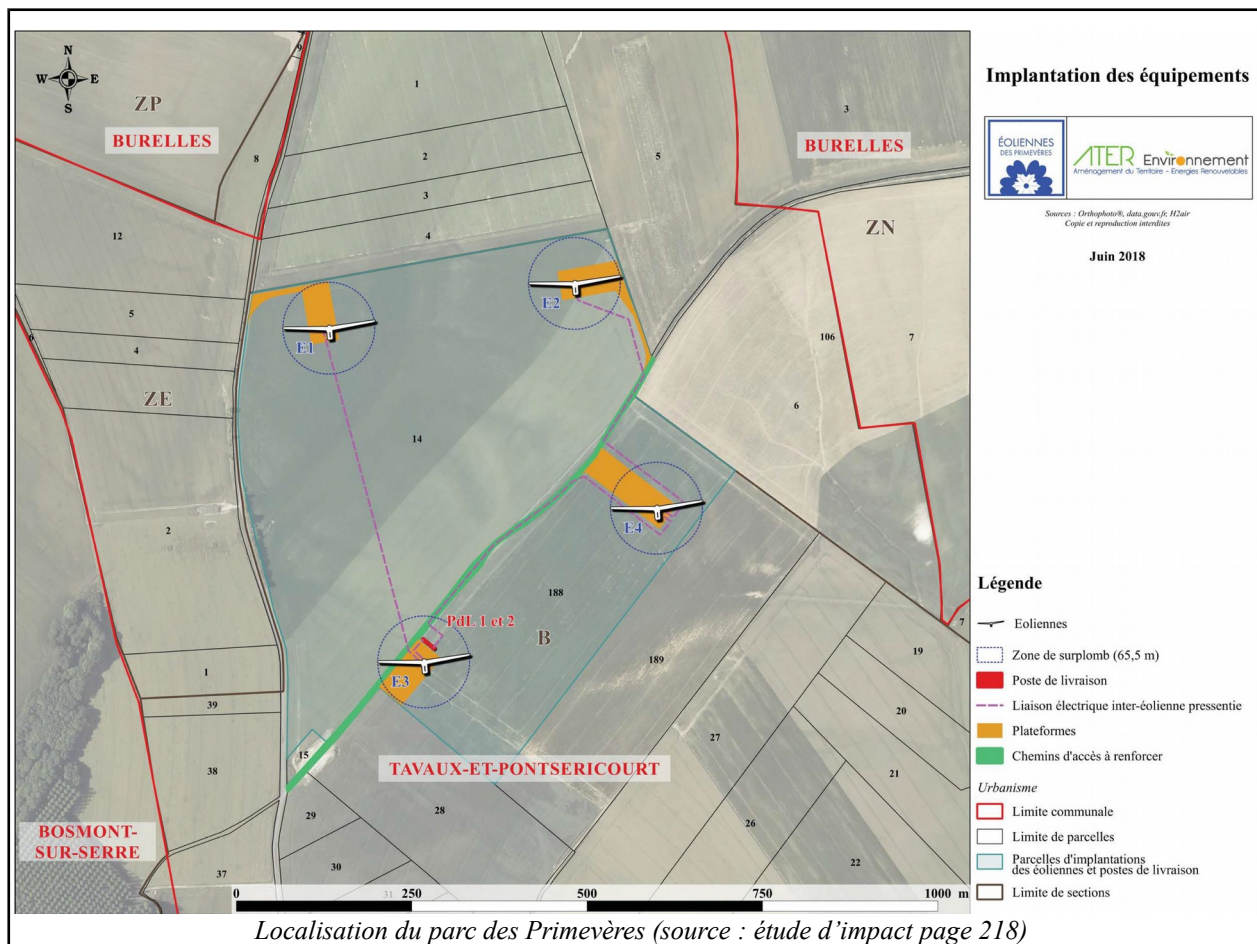 N
W E
S
ZP
BURELLES
9
8
1
2
3
4
5
3
BURELLES
ZN
12
5
4
6
ZE
2
E1
E2
14
106
7
6
E4
188
B
189
PdL 1 et 2
E3
15
TAVAUX-ET-PONTSERICOURT
1
39
38
37
BOSMONT-
SUR-SERRE
29
28
30
31
27
26
22
19
20
21
7
0 250 500 750 1000 m
Implantation des équipements
ÉOLIENNES
DES PRIMEVÈRES
ATER Environnement
Aménagement du Territoire - Energies Renouvelables
Sources : Orthophoto®, data.gouv.fr, H2air
Copie et reproduction interdites
Juin 2018
Légende
Eoliennes
Zone de surplomb (65,5 m)
Poste de livraison
Liaison électrique inter-éolienne pressentie
Plateformes
Chemins d'accès à renforcer
Urbanisme
Limite communale
Limite de parcelles
Parcelles d'implantations
des éoliennes et postes de livraison
Limite de sections
Localisation du parc des Primevères (source : étude d'impact page 218)